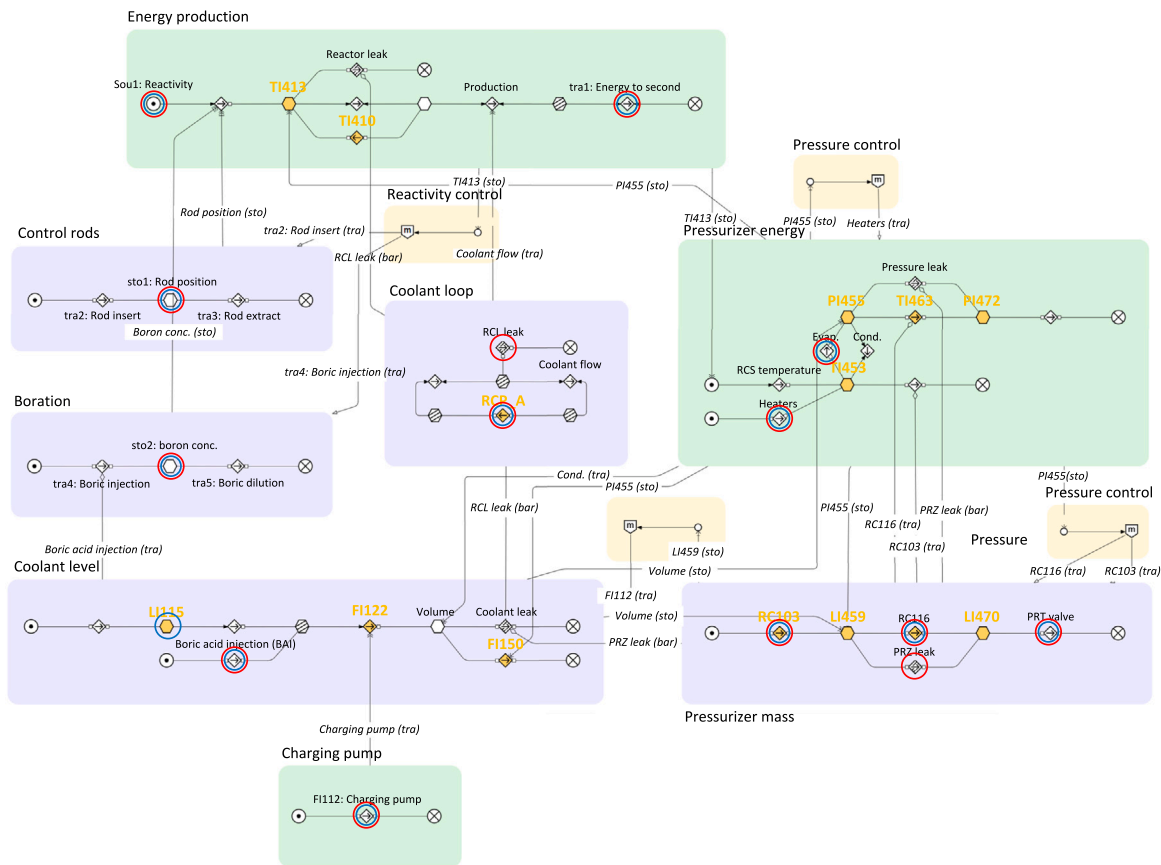 Energy production
Reactor leak
Sou1: Reactivity
TI413
Production
tra1: Energy to second
TI410
Pressure control
m
TI413 (sto)
PI455 (sto)
Reactivity control
Rod position (sto)
TI413 (sto)
PI455 (sto)
Heaters (tra)
Control rods
tra2: Rod insert (tra)
m
Pressurizer energy
RCL leak (bar)
Coolant flow (tra)
Pressure leak
sto1: Rod position
Coolant loop
PI455
TI463
PI472
tra2: Rod insert
tra3: Rod extract
Boron conc. (sto)
RCL leak
Evap.
Cond.
Coolant flow
tra4: Boric injection (tra)
RCS temperature
N453
Boration
RCP_A
Heaters
sto2: boron conc.
tra4: Boric injection
tra5: Boric dilution
Cond. (tra)
PI455 (sto)
PI455(sto)
Pressure control
RCL leak (bar)
PI455 (sto)
PRZ leak (bar)
m
RC116 (tra)
m
Boric acid injection (tra)
LI459 (sto)
RC103 (tra)
Pressure
Coolant level
Volume (sto)
RC116 (tra)
RC103 (tra)
FI112 (tra)
LI115
FI122
Volume
Coolant leak
Volume (sto)
RC103
LI459
RC116
LI470
PRT valve
Boric acid injection (BAI)
FI150
PRZ leak (bar)
PRZ leak
Pressurizer mass
Charging pump (tra)
Charging pump
FI112: Charging pump